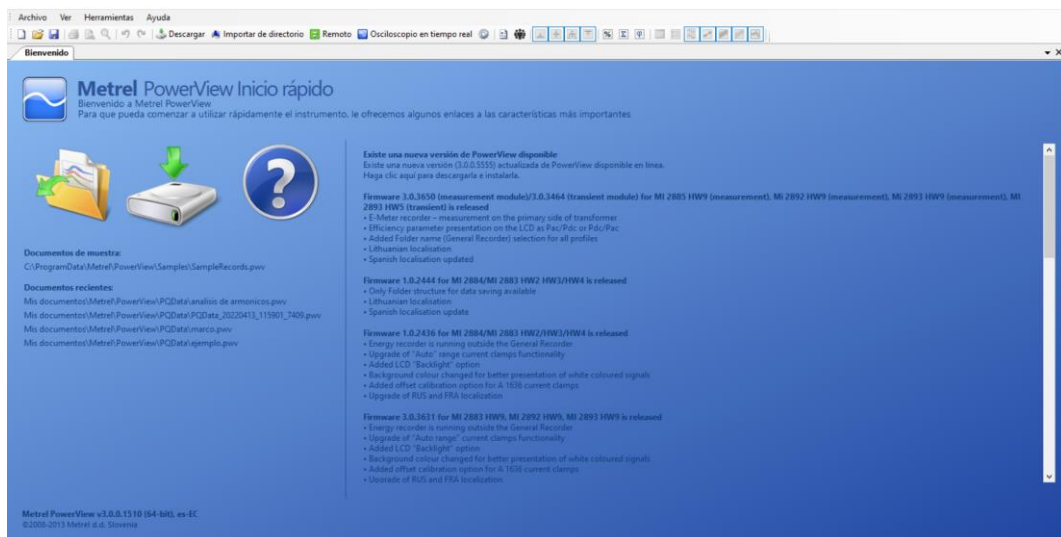 Archivo Ver Herramientas Ayuda
Descargar Importar de directorio Remoto Osciloscopio en tiempo real
Bienvenido
Metrel PowerView Inicio rápido
Bienvenido a Metrel PowerView
Para que pueda comenzar a utilizar rápidamente el instrumento, le ofrecemos algunos enlaces a las características más importantes
Documentos de muestra:
C:\ProgramData\Metrel\PowerView\Samples\SampleRecords.pwv
Documentos recientes:
Mis documentos\Metrel\PowerView\PQData\analisis de armonicos.pwv
Mis documentos\Metrel\PowerView\PQData\PQData_20220413_115901_7409.pwv
Mis documentos\Metrel\PowerView\PQData\marco.pwv
Mis documentos\Metrel\PowerView\PQData\ejemplo.pwv
Existe una nueva versión de PowerView disponible
Existe una nueva versión (3.0.0.5555) actualizada de PowerView disponible en línea.
Haga clic aquí para descargarla e instalarla.
Firmware 3.0.3650 (measurement module)/3.0.3464 (transient module) for MI 2885 HW9 (measurement), Mi 2892 HW9 (measurement), Mi 2893 HW9 (measurement), MI
2893 HW5 (transient) is released
• E-Meter recorder – measurement on the primary side of transformer
• Efficiency parameter presentation on the LCD as Pac/Pdc or Pdc/Pac
• Added Folder name (General Recorder) selection for all profiles
• Lithuanian localisation
• Spanish localisation updated
Firmware 1.0.2444 for MI 2884/MI 2883 HW2 HW3/HW4 is released
• Only Folder structure for data saving available
• Lithuanian localisation
• Spanish localisation update
Firmware 1.0.2436 for MI 2884/MI 2883 HW2/HW3/HW4 is released
• Energy recorder is running outside the General Recorder
• Upgrade of "Auto" range current clamps functionality
• Added LCD "Backlight" option
• Background colour changed for better presentation of white coloured signals
• Added offset calibration option for A 1636 current clamps
• Upgrade of RUS and FRA localization
Firmware 3.0.3631 for MI 2883 HW9, Mi 2892 HW9, MI 2893 HW9 is released
• Energy recorder is running outside the General Recorder
• Upgrade of "Auto range" current clamps functionality
• Added LCD "Backlight" option
• Background colour changed for better presentation of white coloured signals
• Added offset calibration option for A 1636 current clamps
• Upgrade of RUS and FRA localization
Metrel PowerView v3.0.0.1510 (64-bit), es-EC
©2008-2013 Metrel d.d. Slovenia